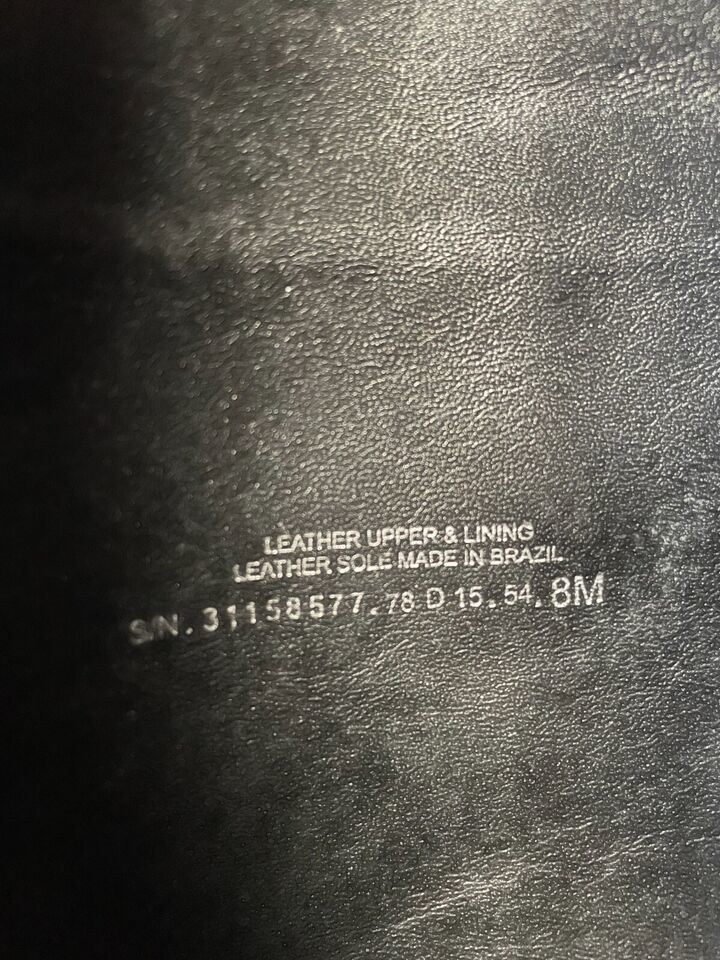 LEATHER UPPER & LINING
LEATHER SOLE MADE IN BRAZIL
S/N. 31158577.78 D 15.54. 8M